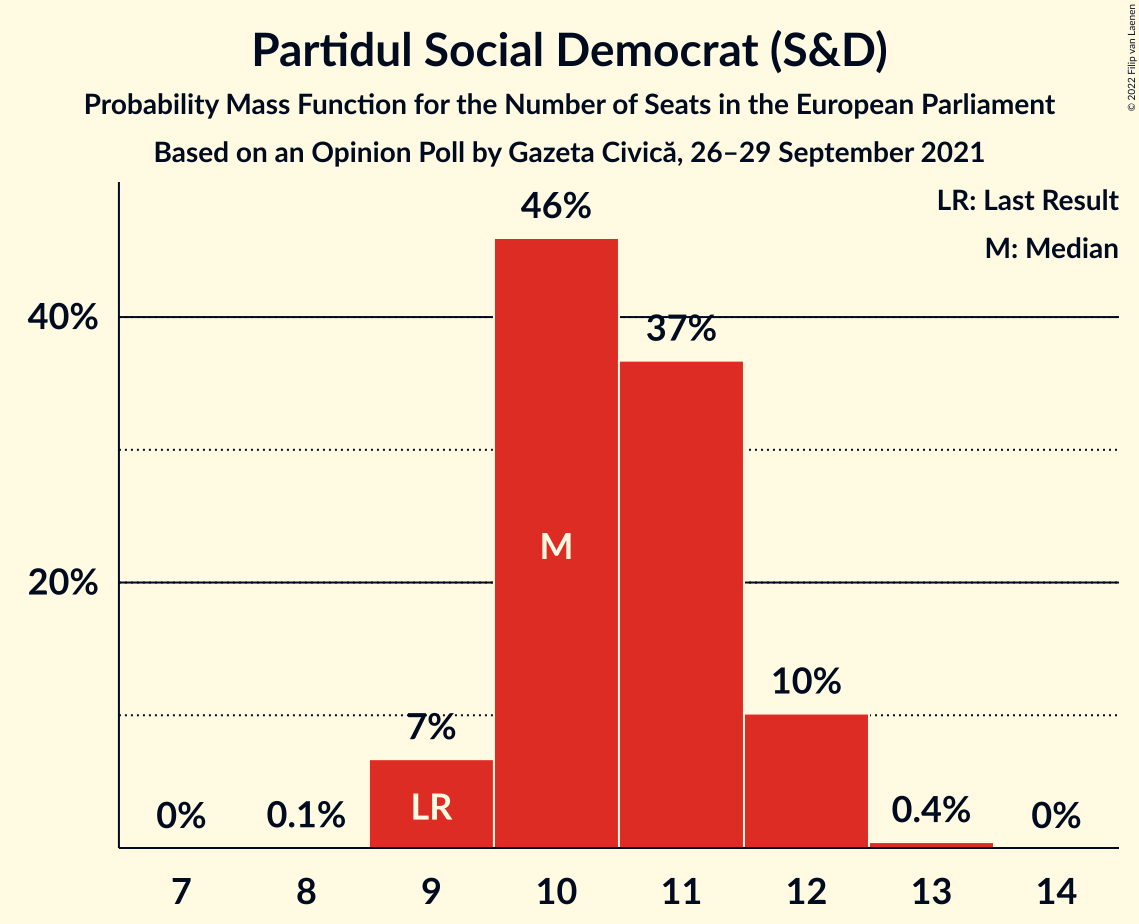 Partidul Social Democrat (S&D)
Probability Mass Function for the Number of Seats in the European Parliament
Based on an Opinion Poll by Gazeta Civică, 26–29 September 2021
© 2022 Filip van Laenen
LR: Last Result
M: Median
46%
40%
37%
M
20%
10%
7%
LR
0%
0.1%
0.4%
0%
7 8 9 10 11 12 13 14